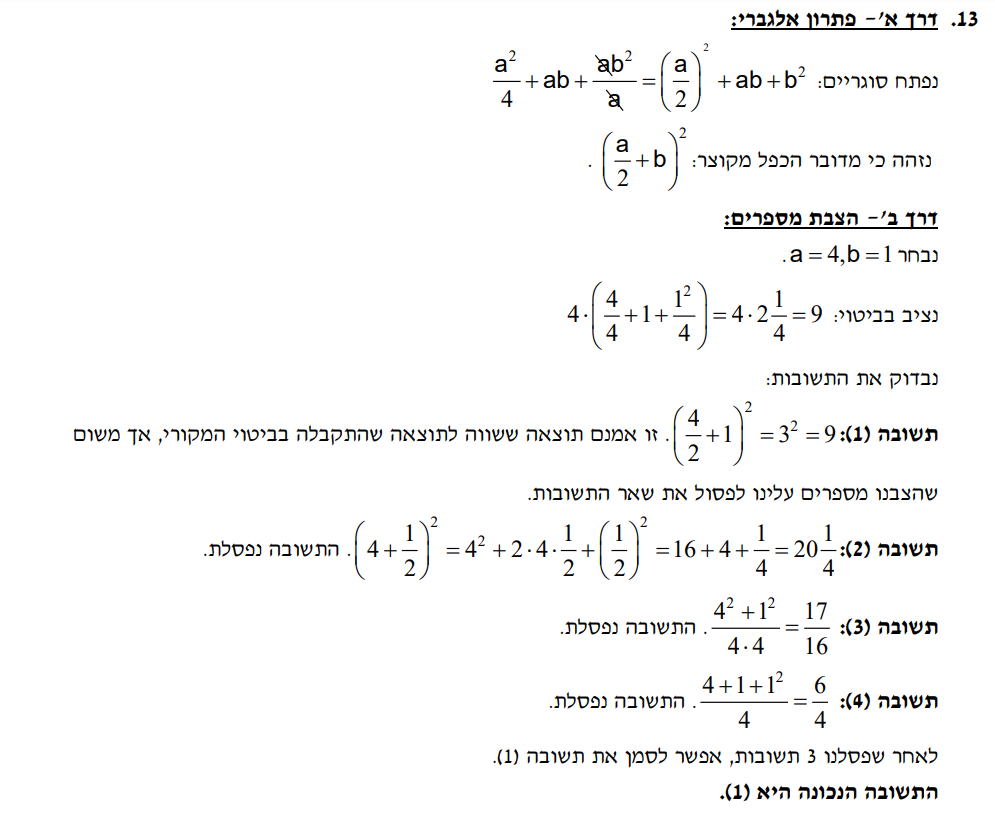 13. דרך א'- פתרון אלגברי:
נפתח סוגריים: $\frac{a^2}{4}+ab+\frac{\cancel{a}b^2}{\cancel{a}}=\left(\frac{a}{2}\right)^2+ab+b^2$
נזהה כי מדובר הכפל מקוצר: $\left(\frac{a}{2}+b\right)^2$.
דרך ב'- הצבת מספרים:
נבחר $a=4,b=1$.
נציב בביטוי: $4\cdot\left(\frac{4}{4}+1+\frac{1^2}{4}\right)=4\cdot2\frac{1}{4}=9$
נבדוק את התשובות:
תשובה (1): $\left(\frac{4}{2}+1\right)^2=3^2=9$. זו אמנם תוצאה ששווה לתוצאה שהתקבלה בביטוי המקורי, אך משום
שהצבנו מספרים עלינו לפסול את שאר התשובות.
תשובה (2): $\left(4+\frac{1}{2}\right)^2=4^2+2\cdot4\cdot\frac{1}{2}+\left(\frac{1}{2}\right)^2=16+4+\frac{1}{4}=20\frac{1}{4}$. התשובה נפסלת.
תשובה (3): $\frac{4^2+1^2}{4\cdot4}=\frac{17}{16}$. התשובה נפסלת.
תשובה (4): $\frac{4+1+1^2}{4}=\frac{6}{4}$. התשובה נפסלת.
לאחר שפסלנו 3 תשובות, אפשר לסמן את תשובה (1).
התשובה הנכונה היא (1).